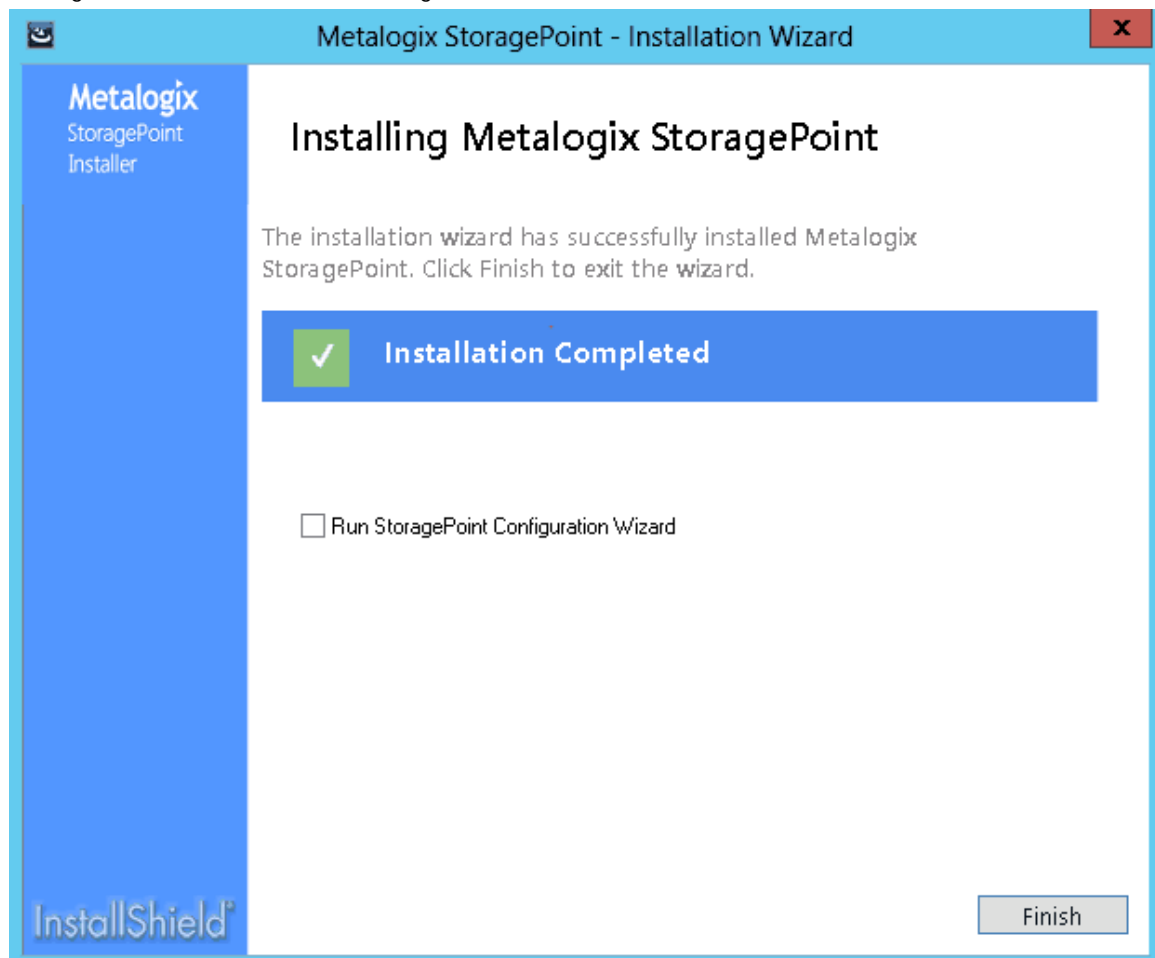 Metalogix StoragePoint - Installation Wizard
x
Metalogix
StoragePoint
Installer
Installing Metalogix StoragePoint
The installation wizard has successfully installed Metalogix
StoragePoint. Click Finish to exit the wizard.
Installation Completed
Run StoragePoint Configuration Wizard
InstallShield®
Finish